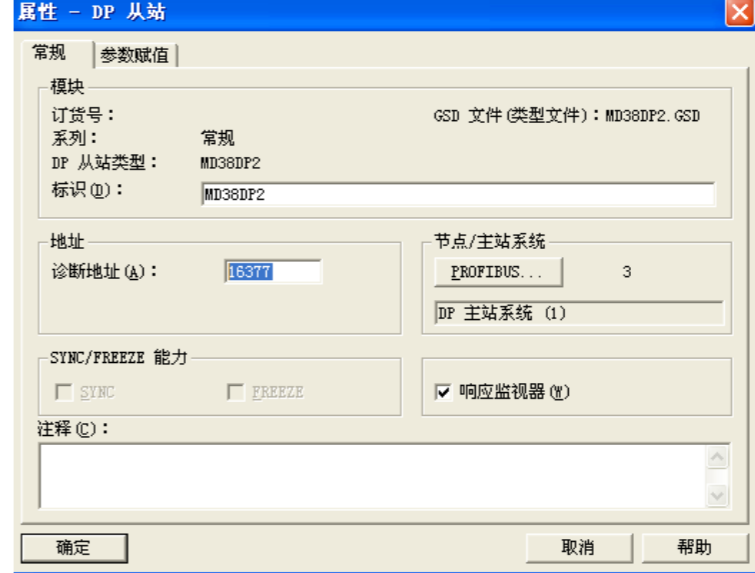 属性 - DP 从站
常规
参数赋值
模块
订货号：
GSD 文件(类型文件)：MD38DP2.GSD
系列：
常规
DP 从站类型：
MD38DP2
标识(D)：
MD38DP2
地址
诊断地址(A)：
16377
节点/主站系统
PROFIBUS...
3
DP 主站系统 (1)
SYNC/FREEZE 能力
SYNC
FREEZE
响应监视器(W)
注释(C)：
确定
取消
帮助